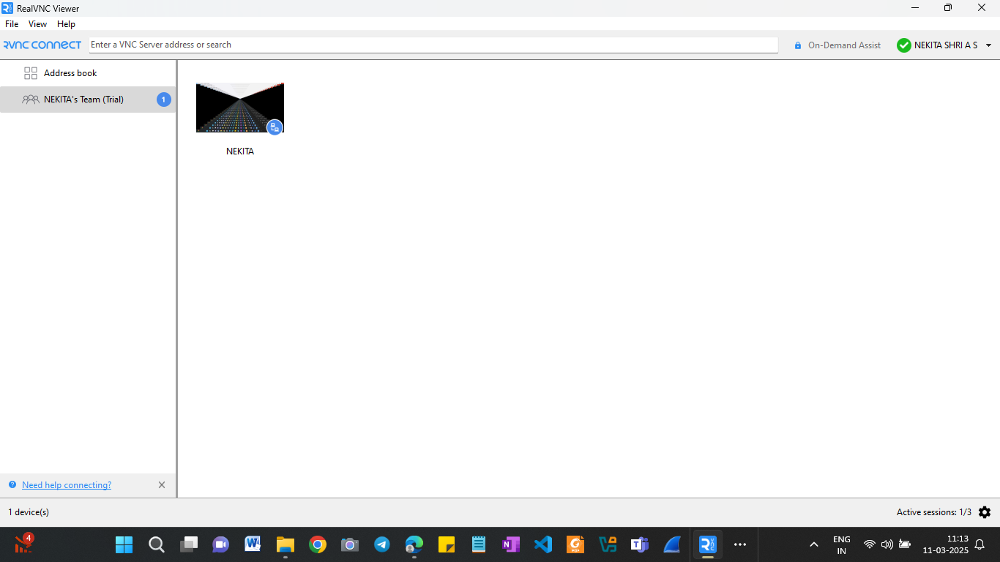 RealVNC Viewer
File View Help
RVNC CONNECT Enter a VNC Server address or search On-Demand Assist NEKITA SHRI A S
Address book
NEKITA's Team (Trial) 1
NEKITA
Need help connecting?
1 device(s) Active sessions: 1/3
4
ENG
IN
11:13
11-03-2025